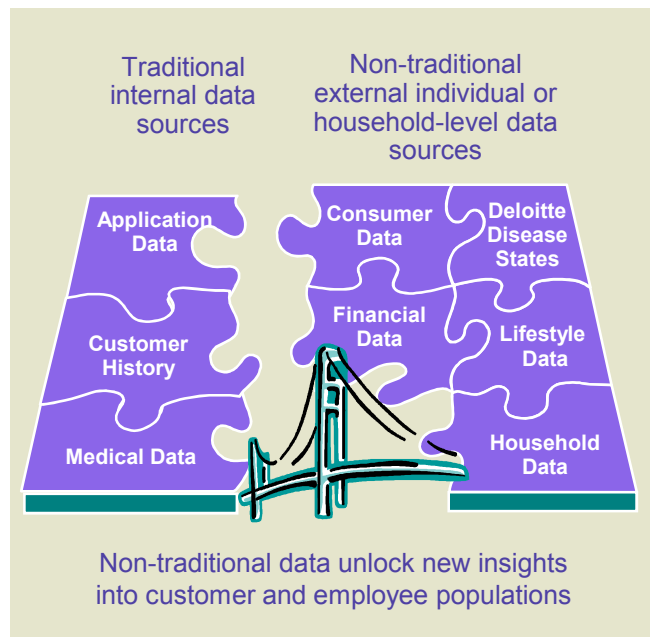 Traditional
internal data
sources
Non-traditional
external individual or
household-level data
sources
Application
Data
Consumer
Data
Deloitte
Disease
States
Customer
History
Financial
Data
Lifestyle
Data
Medical Data
Household
Data
Non-traditional data unlock new insights
into customer and employee populations